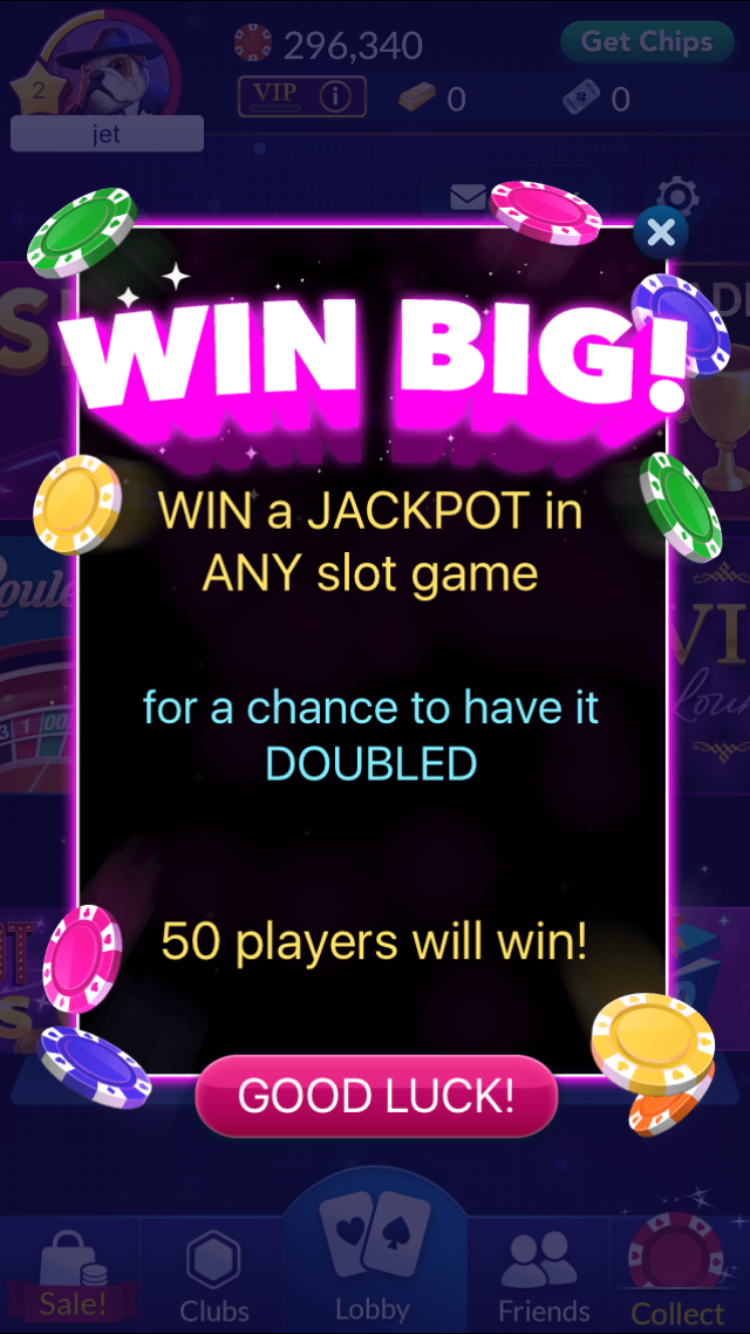 296,340
Get Chips
2
VIP i
0
0
jet
WIN BIG!
WIN a JACKPOT in
ANY slot game
for a chance to have it
DOUBLED
50 players will win!
GOOD LUCK!
Sale!
Clubs
Lobby
Friends
Collect